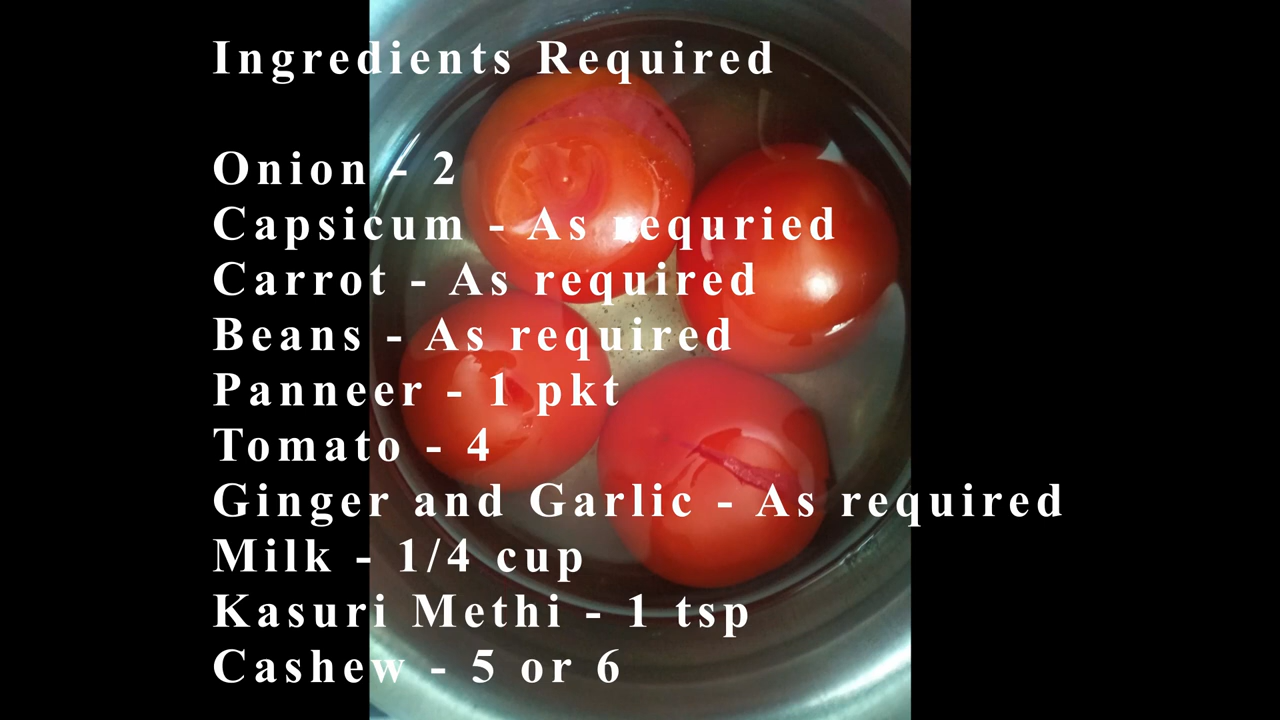 Ingredients Required
Onion - 2
Capsicum - As requried
Carrot - As required
Beans - As required
Panneer - 1 pkt
Tomato - 4
Ginger and Garlic - As required
Milk - 1/4 cup
Kasuri Methi - 1 tsp
Cashew - 5 or 6